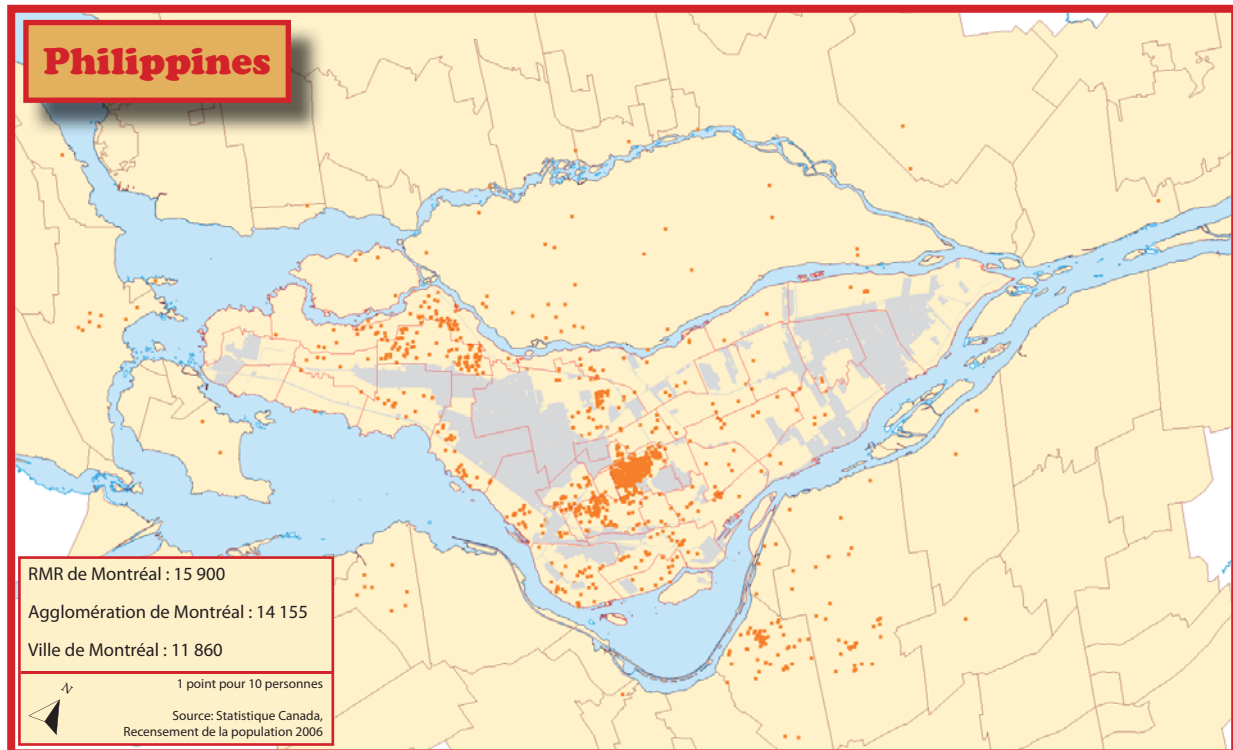 Philippines
RMR de Montréal : 15 900
Agglomération de Montréal : 14 155
Ville de Montréal : 11 860
N
1 point pour 10 personnes
Source: Statistique Canada,
Recensement de la population 2006